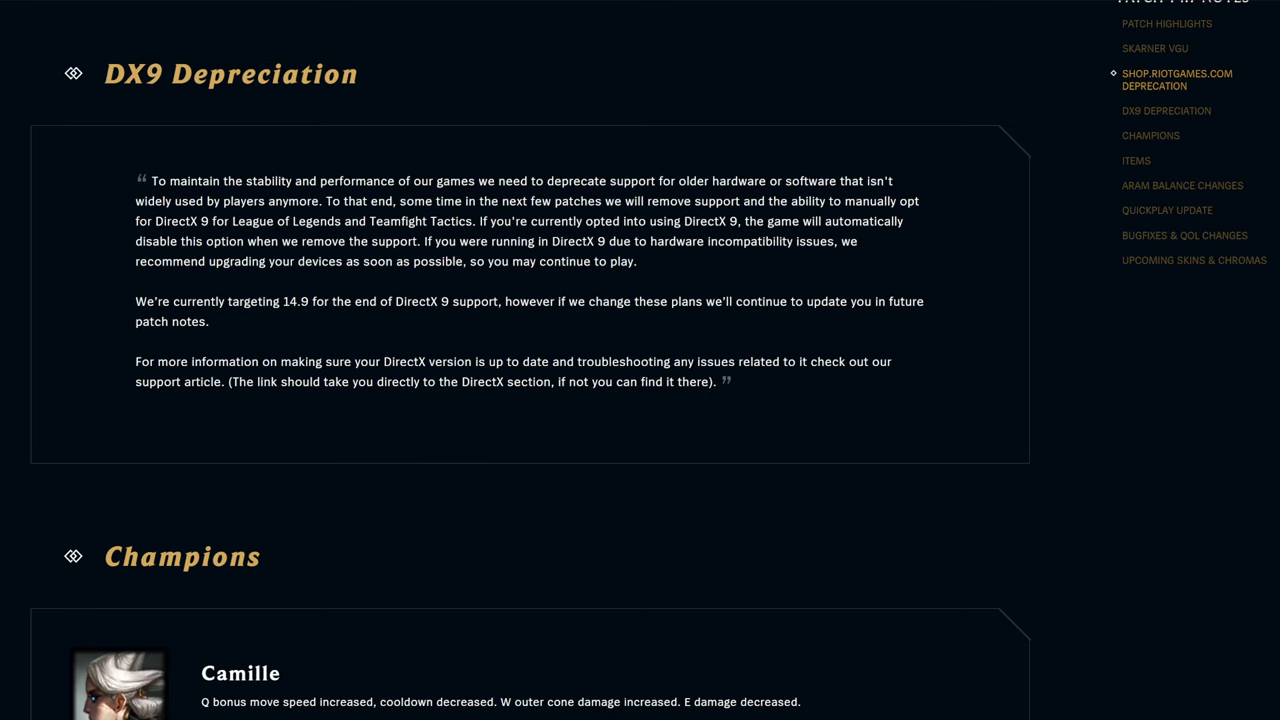 PATCH HIGHLIGHTS
SKARNER VGU
SHOP.RIOTGAMES.COM
DEPRECATION
DX9 DEPRECIATION
CHAMPIONS
ITEMS
ARAM BALANCE CHANGES
QUICKPLAY UPDATE
BUGFIXES & QOL CHANGES
UPCOMING SKINS & CHROMAS
DX9 Depreciation
“ To maintain the stability and performance of our games we need to deprecate support for older hardware or software that isn't
widely used by players anymore. To that end, some time in the next few patches we will remove support and the ability to manually opt
for DirectX 9 for League of Legends and Teamfight Tactics. If you're currently opted into using DirectX 9, the game will automatically
disable this option when we remove the support. If you were running in DirectX 9 due to hardware incompatibility issues, we
recommend upgrading your devices as soon as possible, so you may continue to play.
We're currently targeting 14.9 for the end of DirectX 9 support, however if we change these plans we'll continue to update you in future
patch notes.
For more information on making sure your DirectX version is up to date and troubleshooting any issues related to it check out our
support article. (The link should take you directly to the DirectX section, if not you can find it there). ”
Champions
Camille
Q bonus move speed increased, cooldown decreased. W outer cone damage increased. E damage decreased.